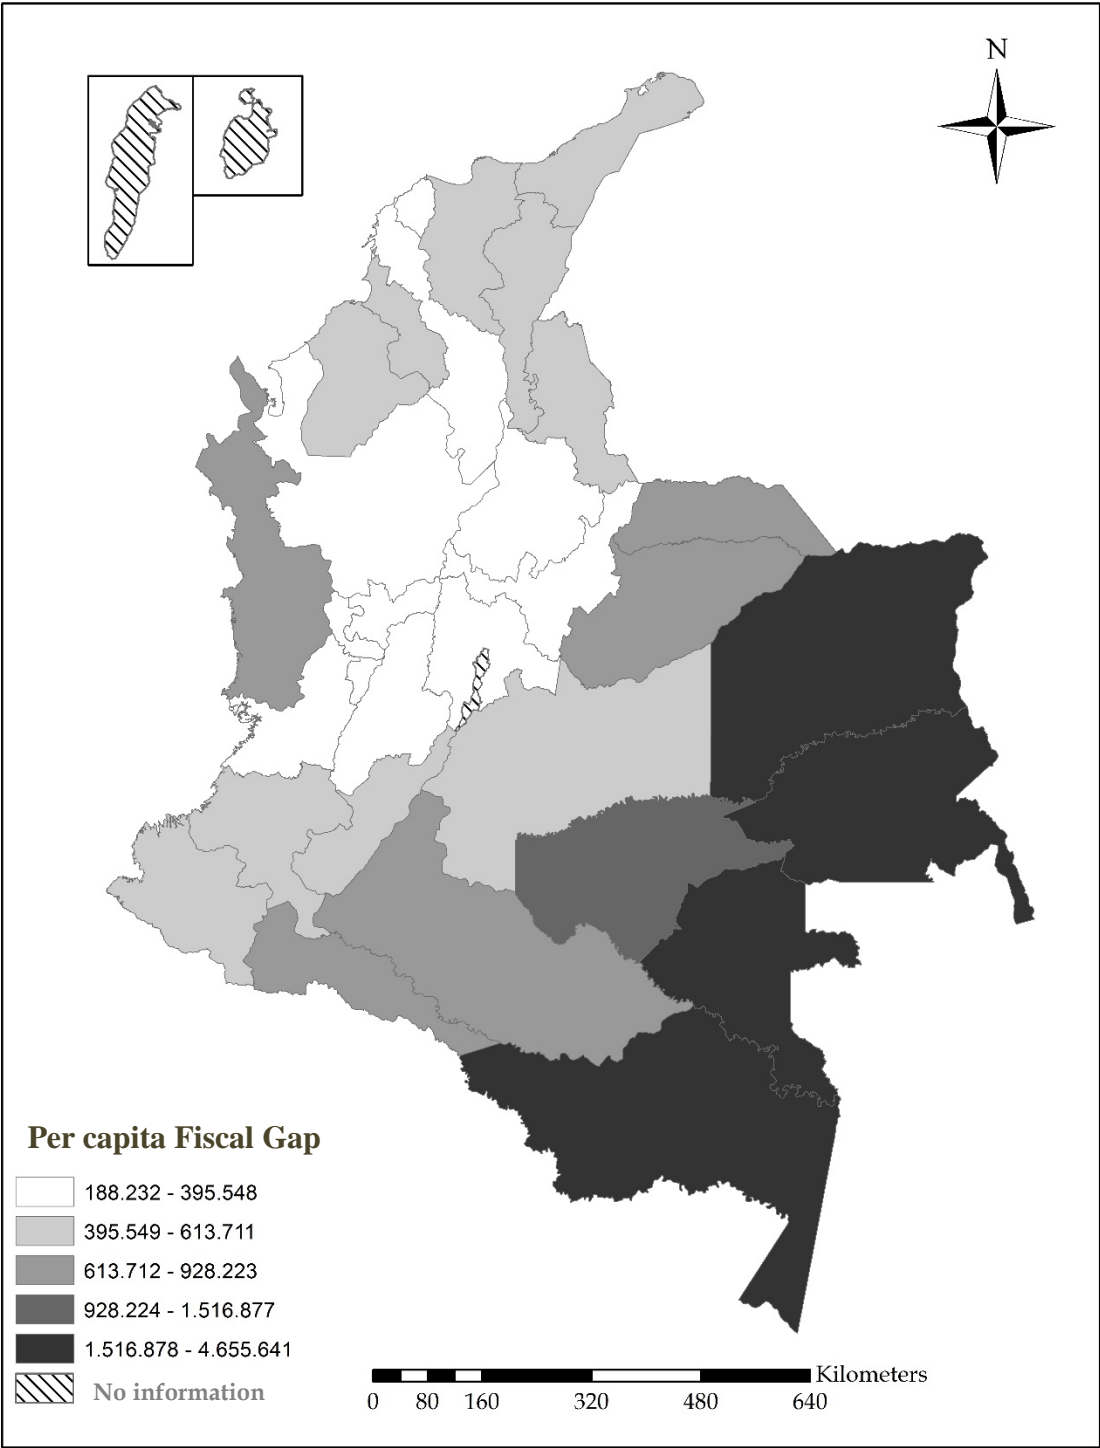 N
Per capita Fiscal Gap
188.232 - 395.548
395.549 - 613.711
613.712 - 928.223
928.224 - 1.516.877
1.516.878 - 4.655.641
No information
Kilometers
0 80 160 320 480 640